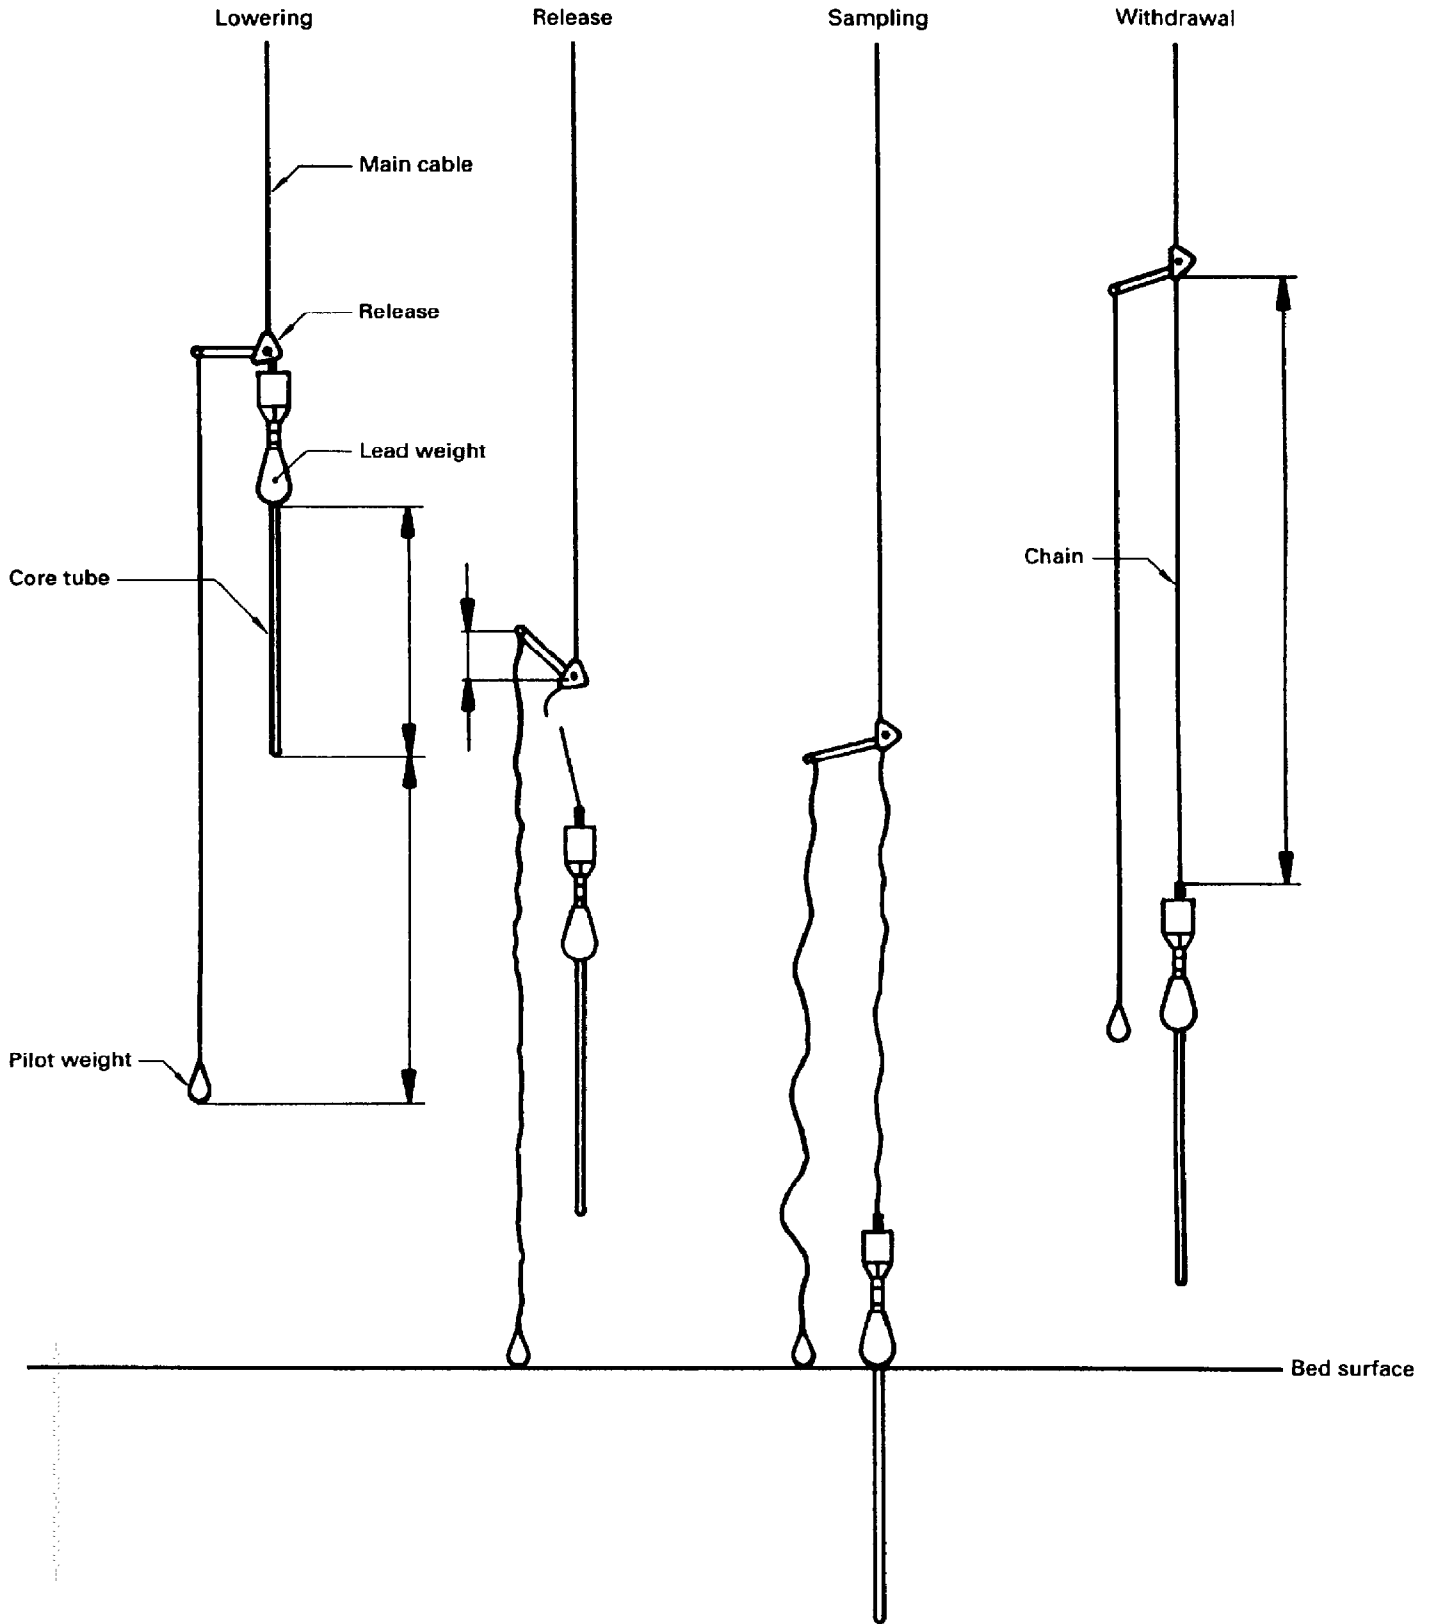 Lowering
Release
Sampling
Withdrawal
Main cable
Release
Lead weight
Chain
Core tube
Pilot weight
Bed surface